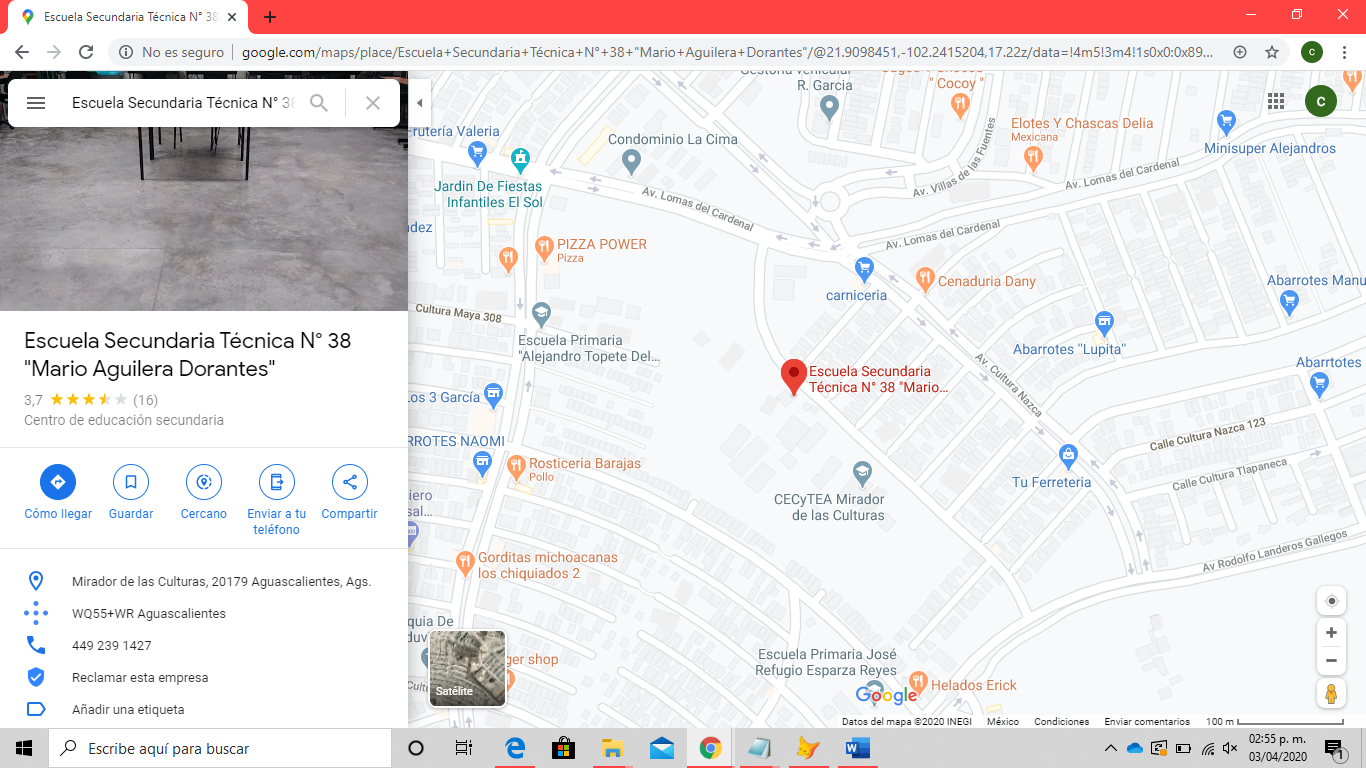 Escuela Secundaria Técnica N° 38
No es seguro
google.com/maps/place/Escuela+Secundaria+Técnica+N°+38+"Mario+Aguilera+Dorantes"/@21.9098451,-102.2415204,17.22z/data=!4m5!3m4!1s0x0:0x89...
c
Escuela Secundaria Técnica N° 38
Escuela Secundaria Técnica N° 38
"Mario Aguilera Dorantes"
3,7
(16)
Centro de educación secundaria
Cómo llegar
Guardar
Cercano
Enviar a tu
teléfono
Compartir
Mirador de las Culturas, 20179 Aguascalientes, Ags.
WQ55+WR Aguascalientes
449 239 1427
Reclamar esta empresa
Añadir una etiqueta
R. Garcia
" Cocoy "
C
Elotes Y Chascas Delia
Mexicana
Minisuper Alejandros
Frutería Valeria
Condominio La Cima
Jardin De Fiestas
Infantiles El Sol
Av. Villas de las Fuentes
Av. Lomas del Cardenal
Av. Lomas del Cardenal
Av. Lomas del Cardenal
PIZZA POWER
Pizza
carniceria
Cenaduria Dany
Abarrotes Manu
Cultura Maya 308
Escuela Primaria
"Alejandro Topete Del...
Abarrotes "Lupita"
Av. Cultura Nazca
Abarrtotes
Escuela Secundaria
Técnica N° 38 "Mario...
Los 3 García
RROTES NAOMI
Rosticeria Barajas
Pollo
Calle Cultura Nazca 123
Calle Cultura Tlapaneca
Tu Ferreteria
CECyTEA Mirador
de las Culturas
iero
sal...
Gorditas michoacanas
los chiquiados 2
Av Rodolfo Landeros Gallegos
quia De
ger shop
Escuela Primaria José
Refugio Esparza Reyes
Helados Erick
Satélite
Google
Datos del mapa ©2020 INEGI
México
Condiciones
Enviar comentarios
100 m
Escribe aquí para buscar
02:55 p. m.
03/04/2020
1